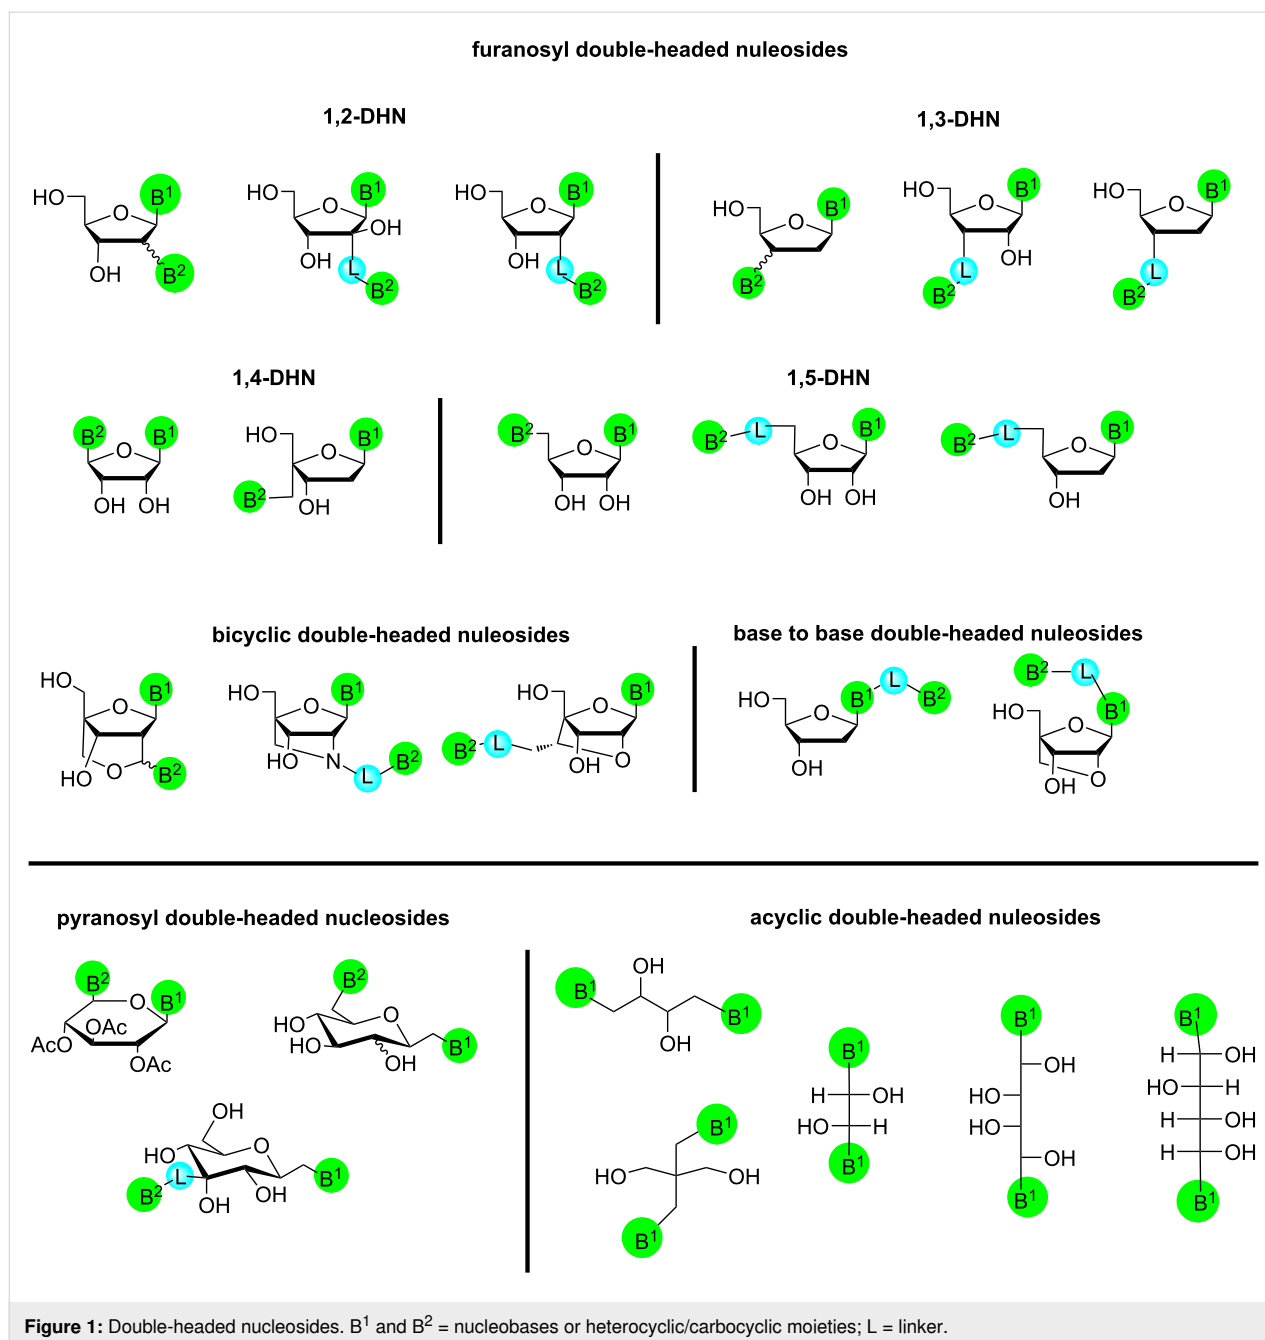 furanosyl double-headed nuleosides
1,2-DHN
1,3-DHN
HO O B¹ OH B²
HO O B¹ OH OH L B²
HO O B¹ OH L B²
HO O B¹ B²
HO O B¹ OH L B²
HO O B¹ L B²
1,4-DHN
1,5-DHN
B² O B¹ OH OH
HO O B¹ B² OH
B² O B¹ OH OH
B² L O B¹ OH OH
B² L O B¹ OH
bicyclic double-headed nuleosides
base to base double-headed nuleosides
HO O B¹ HO O B²
HO O B¹ HO N L B²
HO O B¹ B² L OH O
HO O B¹ L B² OH
B² L HO O B¹ OH O
pyranosyl double-headed nucleosides
acyclic double-headed nuleosides
B² O B¹ OAc AcO OAc
B² HO O HO OH B¹
OH HO O L B² OH OH B¹
B¹ OH OH B¹
B¹ HO OH B¹
B¹ H OH HO H B¹
B¹ OH HO HO OH B¹
B¹ H OH HO H H OH H OH B¹
Figure 1: Double-headed nucleosides. B¹ and B² = nucleobases or heterocyclic/carbocyclic moieties; L = linker.